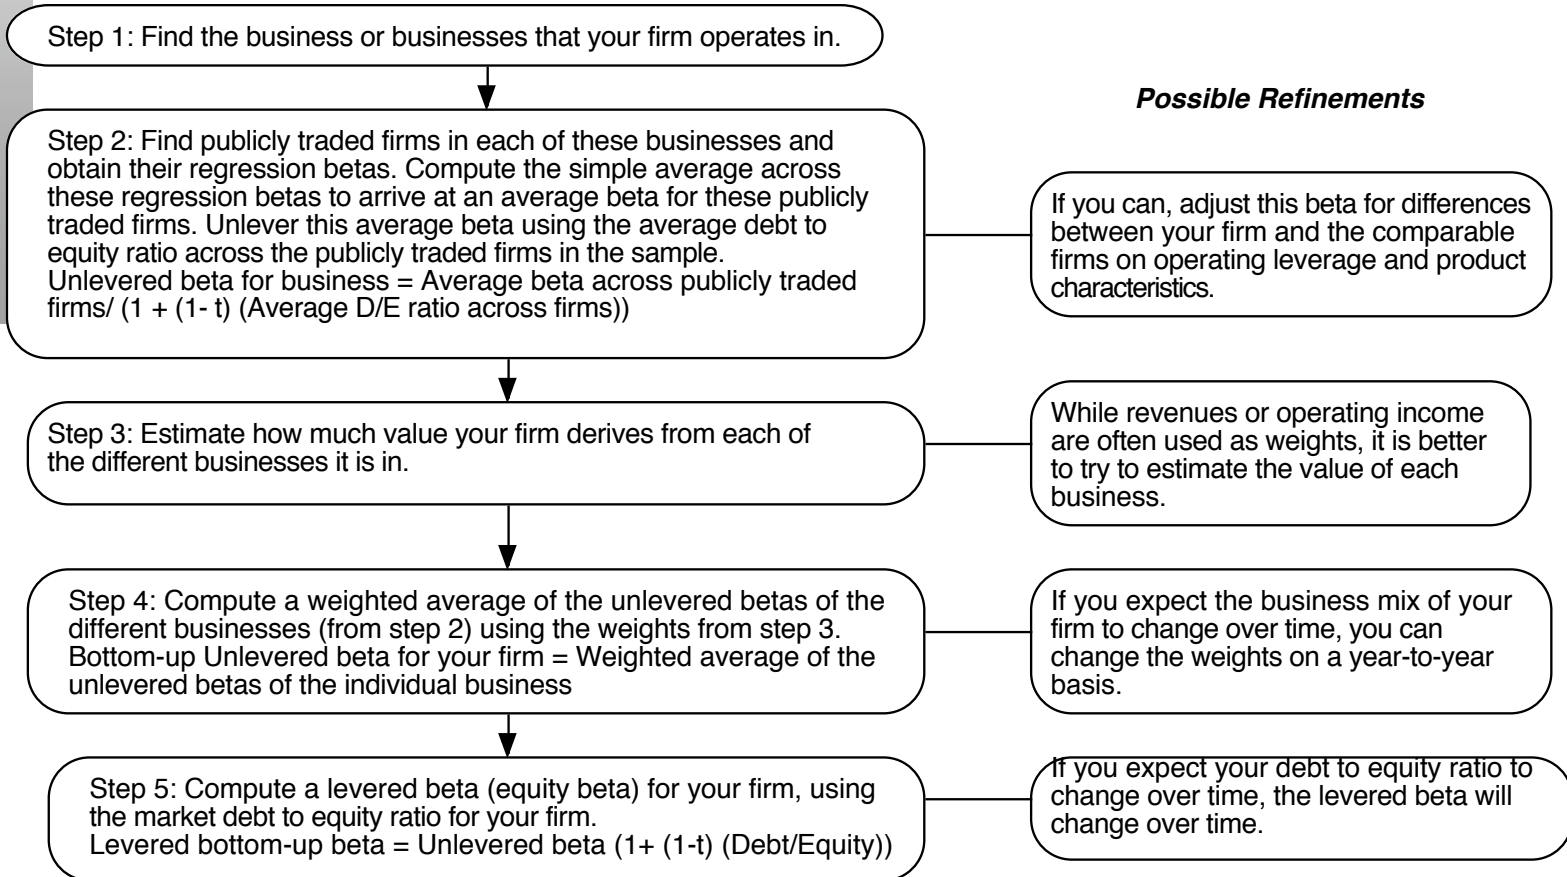 Step 1: Find the business or businesses that your firm operates in.
Possible Refinements
Step 2: Find publicly traded firms in each of these businesses and
obtain their regression betas. Compute the simple average across
these regression betas to arrive at an average beta for these publicly
traded firms. Unlever this average beta using the average debt to
equity ratio across the publicly traded firms in the sample.
Unlevered beta for business = Average beta across publicly traded
firms/ (1 + (1- t) (Average D/E ratio across firms))
If you can, adjust this beta for differences
between your firm and the comparable
firms on operating leverage and product
characteristics.
Step 3: Estimate how much value your firm derives from each of
the different businesses it is in.
While revenues or operating income
are often used as weights, it is better
to try to estimate the value of each
business.
Step 4: Compute a weighted average of the unlevered betas of the
different businesses (from step 2) using the weights from step 3.
Bottom-up Unlevered beta for your firm = Weighted average of the
unlevered betas of the individual business
If you expect the business mix of your
firm to change over time, you can
change the weights on a year-to-year
basis.
Step 5: Compute a levered beta (equity beta) for your firm, using
the market debt to equity ratio for your firm.
Levered bottom-up beta = Unlevered beta (1+ (1-t) (Debt/Equity))
If you expect your debt to equity ratio to
change over time, the levered beta will
change over time.